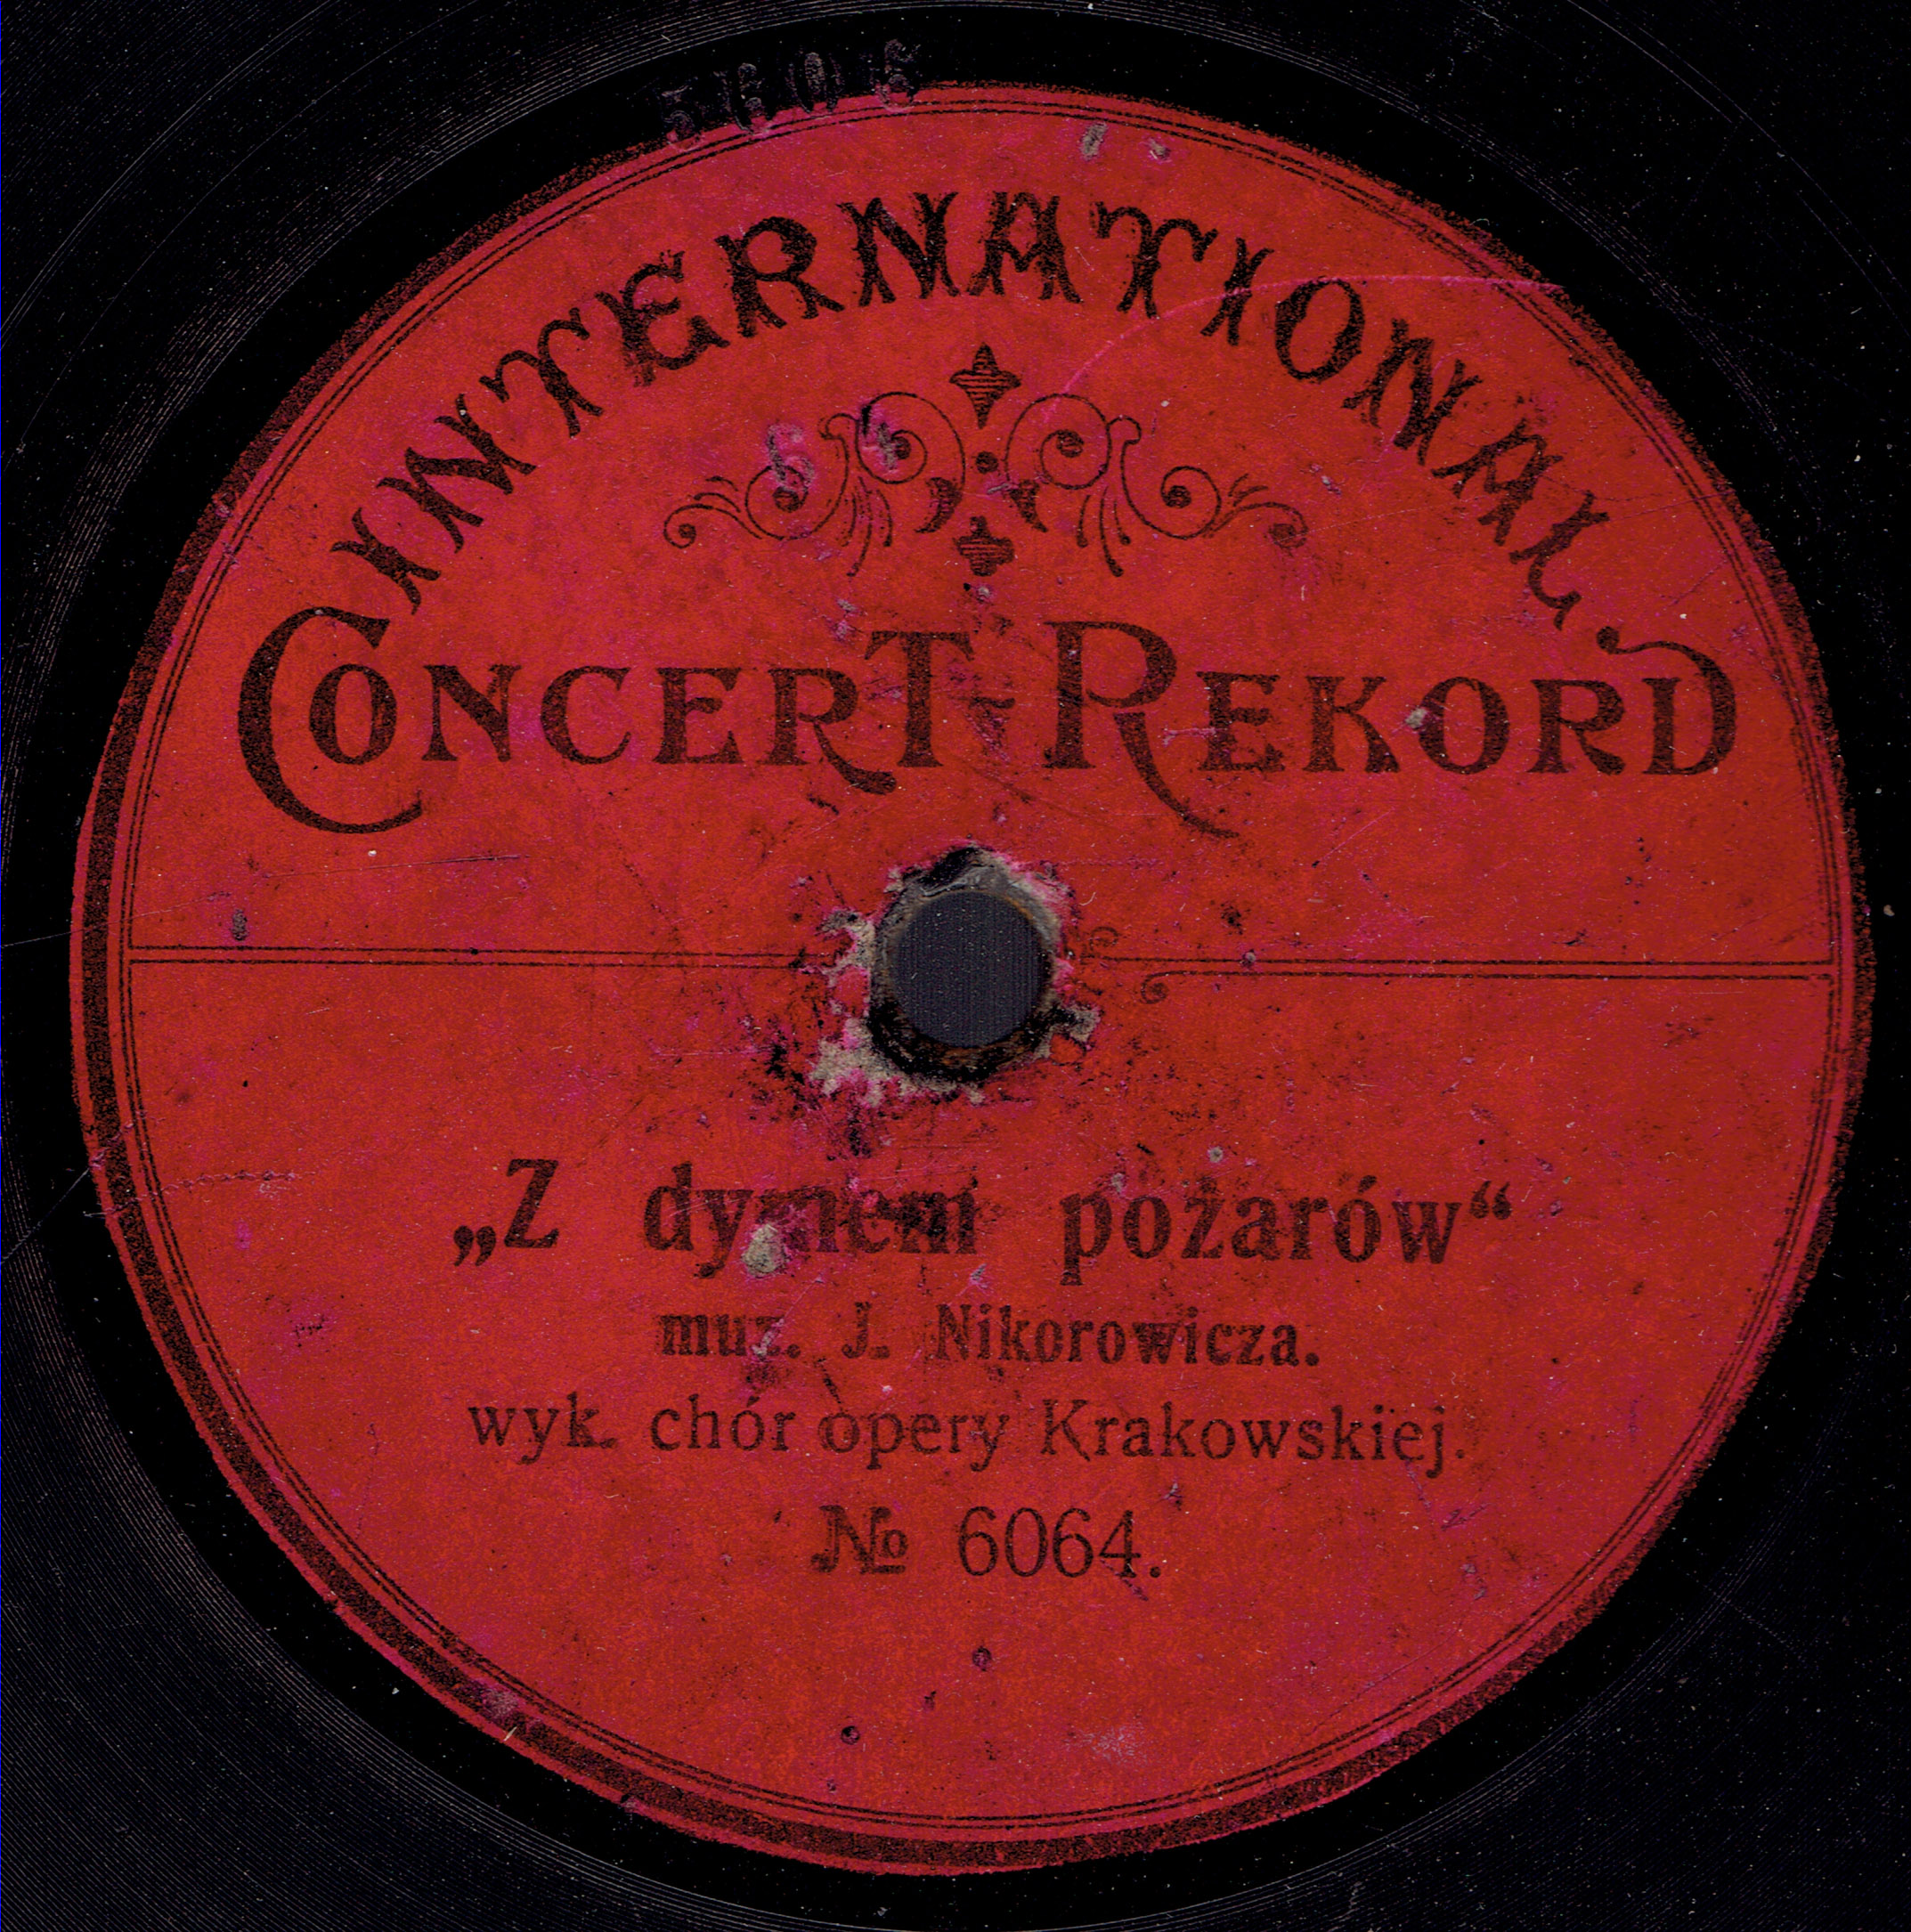 INTERNATIONAL
CONCERT-REKORD
„Z dymem pożarów“
muz. J. Nikorowicza.
wyk. chór opery Krakowskiej.
№ 6064.